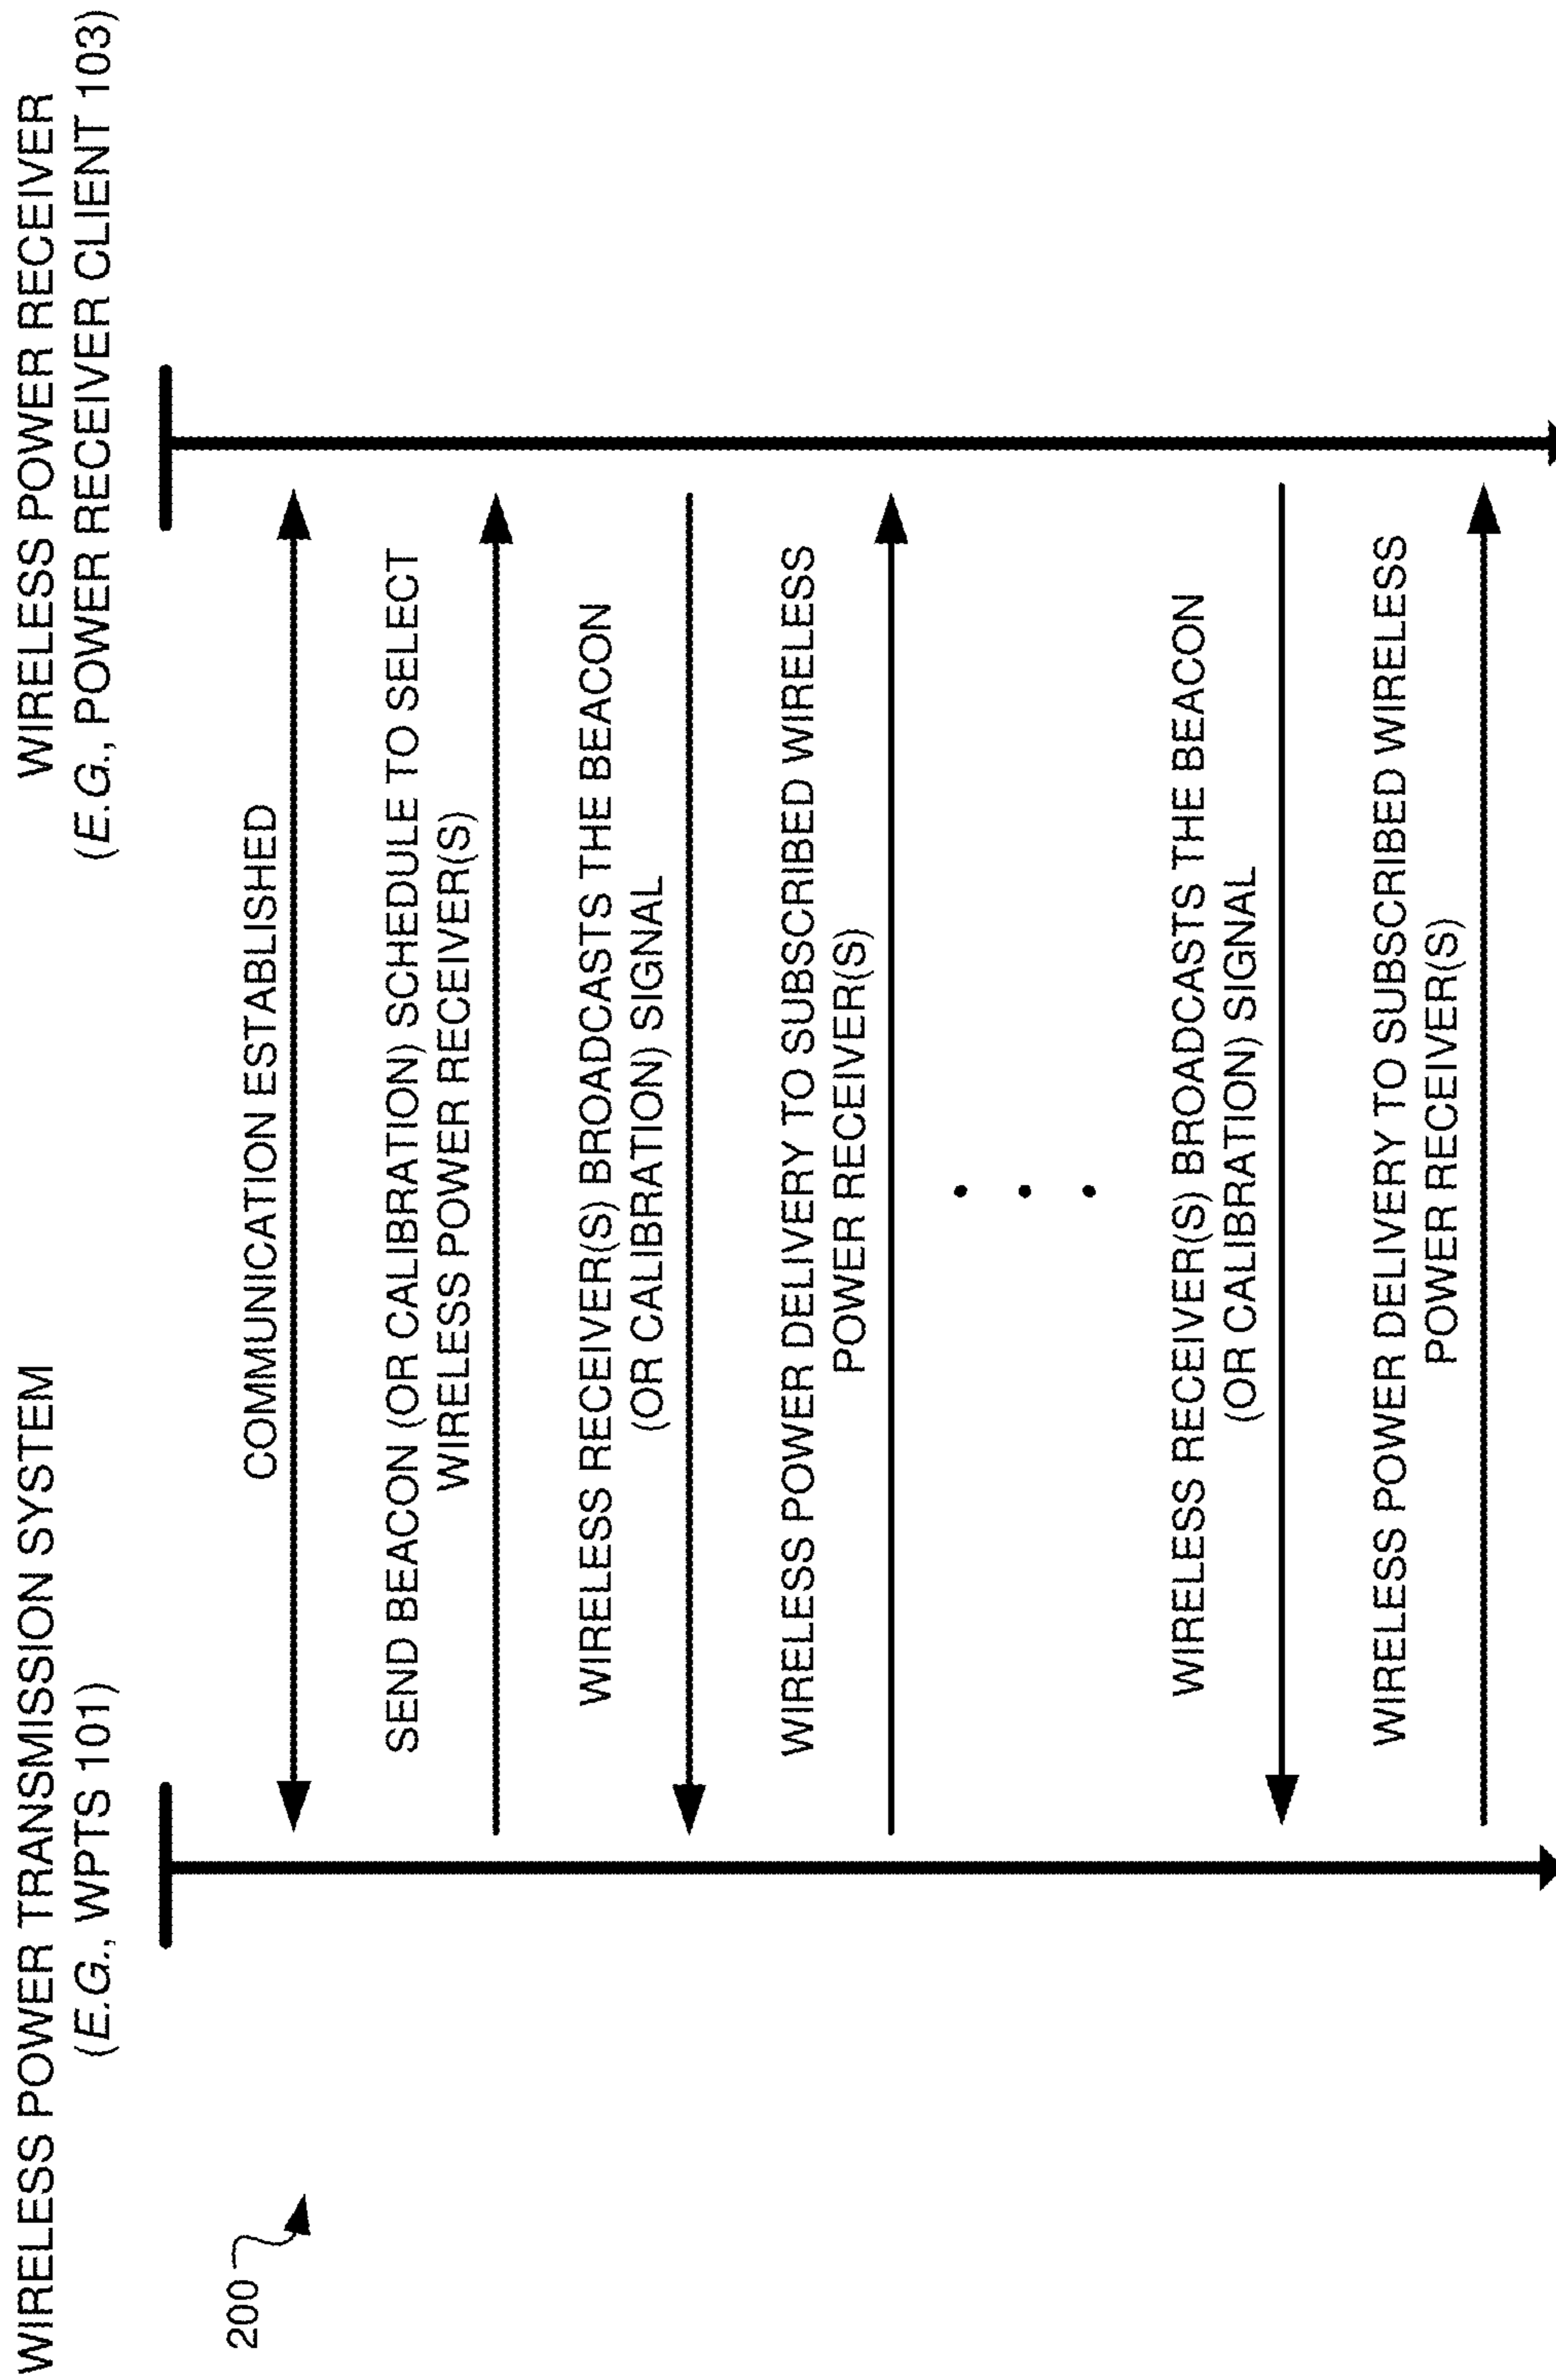 WIRELESS POWER TRANSMISSION SYSTEM
(E.G., WPTS 101)
WIRELESS POWER RECEIVER
(E.G., POWER RECEIVER CLIENT 103)
200
COMMUNICATION ESTABLISHED
SEND BEACON (OR CALIBRATION) SCHEDULE TO SELECT
WIRELESS POWER RECEIVER(S)
WIRELESS RECEIVER(S) BROADCASTS THE BEACON
(OR CALIBRATION) SIGNAL
WIRELESS POWER DELIVERY TO SUBSCRIBED WIRELESS
POWER RECEIVER(S)
WIRELESS RECEIVER(S) BROADCASTS THE BEACON
(OR CALIBRATION) SIGNAL
WIRELESS POWER DELIVERY TO SUBSCRIBED WIRELESS
POWER RECEIVER(S)